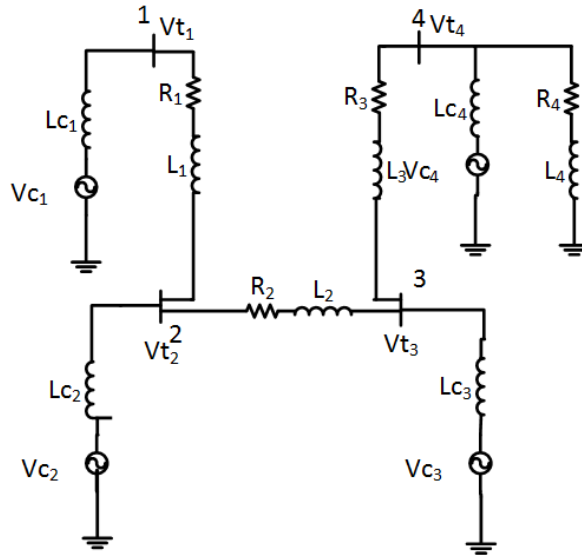 1 Vt₁
4 Vt₄
R₁
R₃
Lc₄
R₄
Lc₁
L₁
L₃Vc₄
L₄
Vc₁
R₂
L₂
3
2
Vt₂
Vt₃
Lc₂
Lc₃
Vc₂
Vc₃